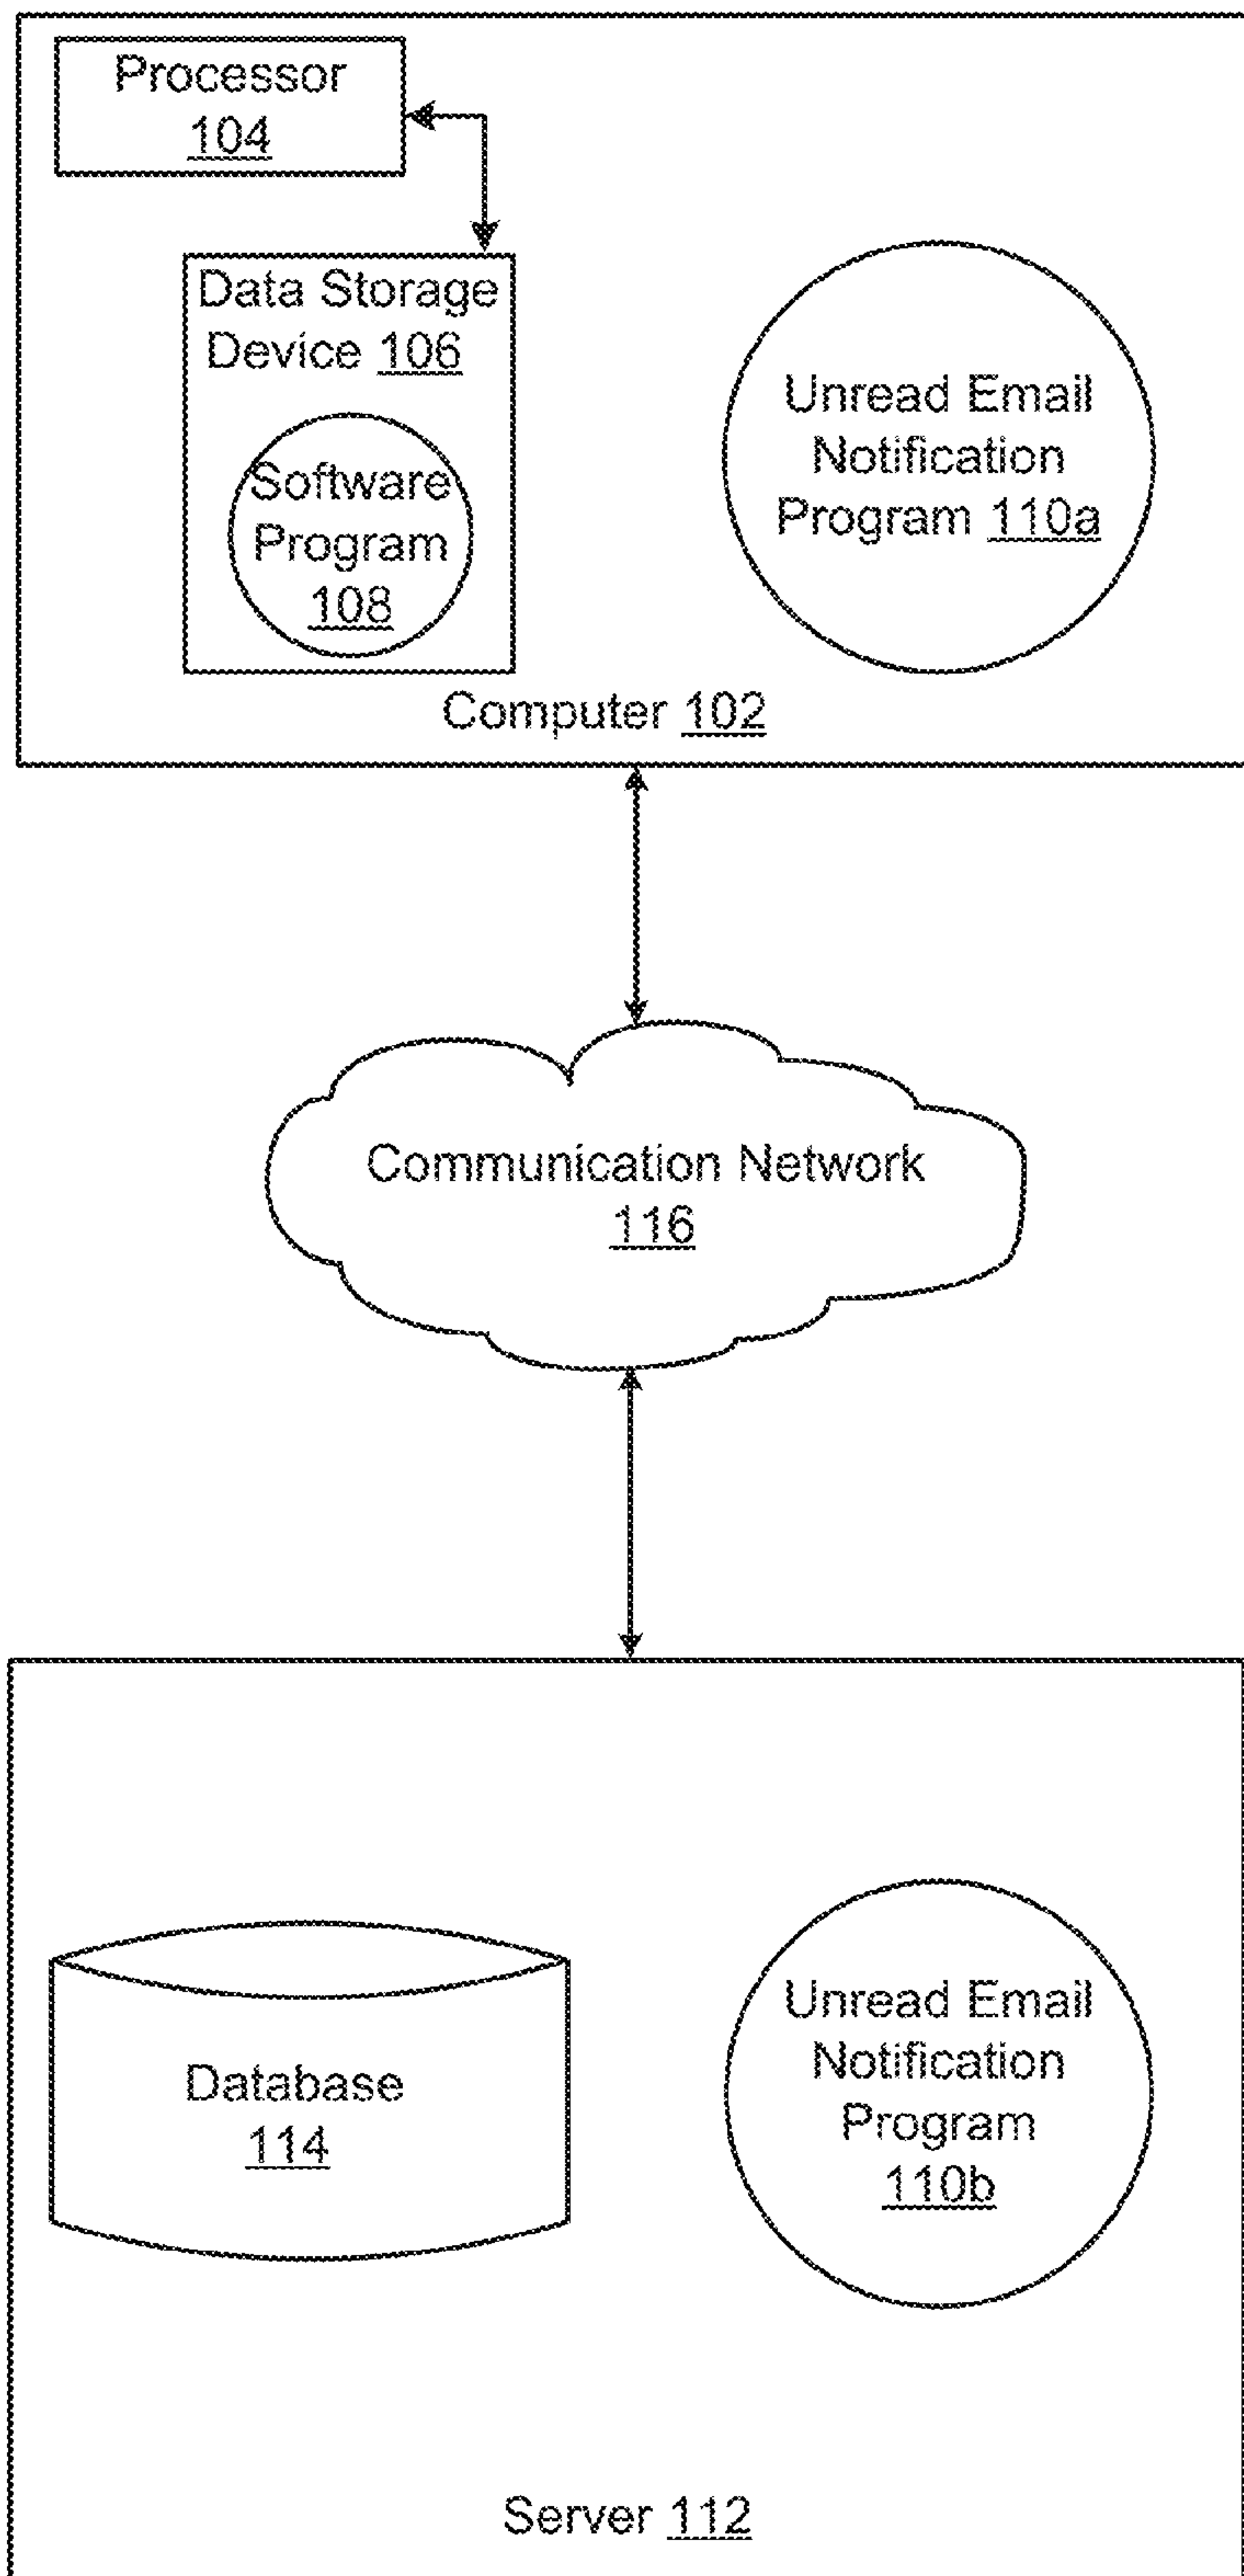 Processor
104
Data Storage
Device 106
Software
Program
108
Unread Email
Notification
Program 110a
Computer 102
Communication Network
116
Database
114
Unread Email
Notification
Program
110b
Server 112